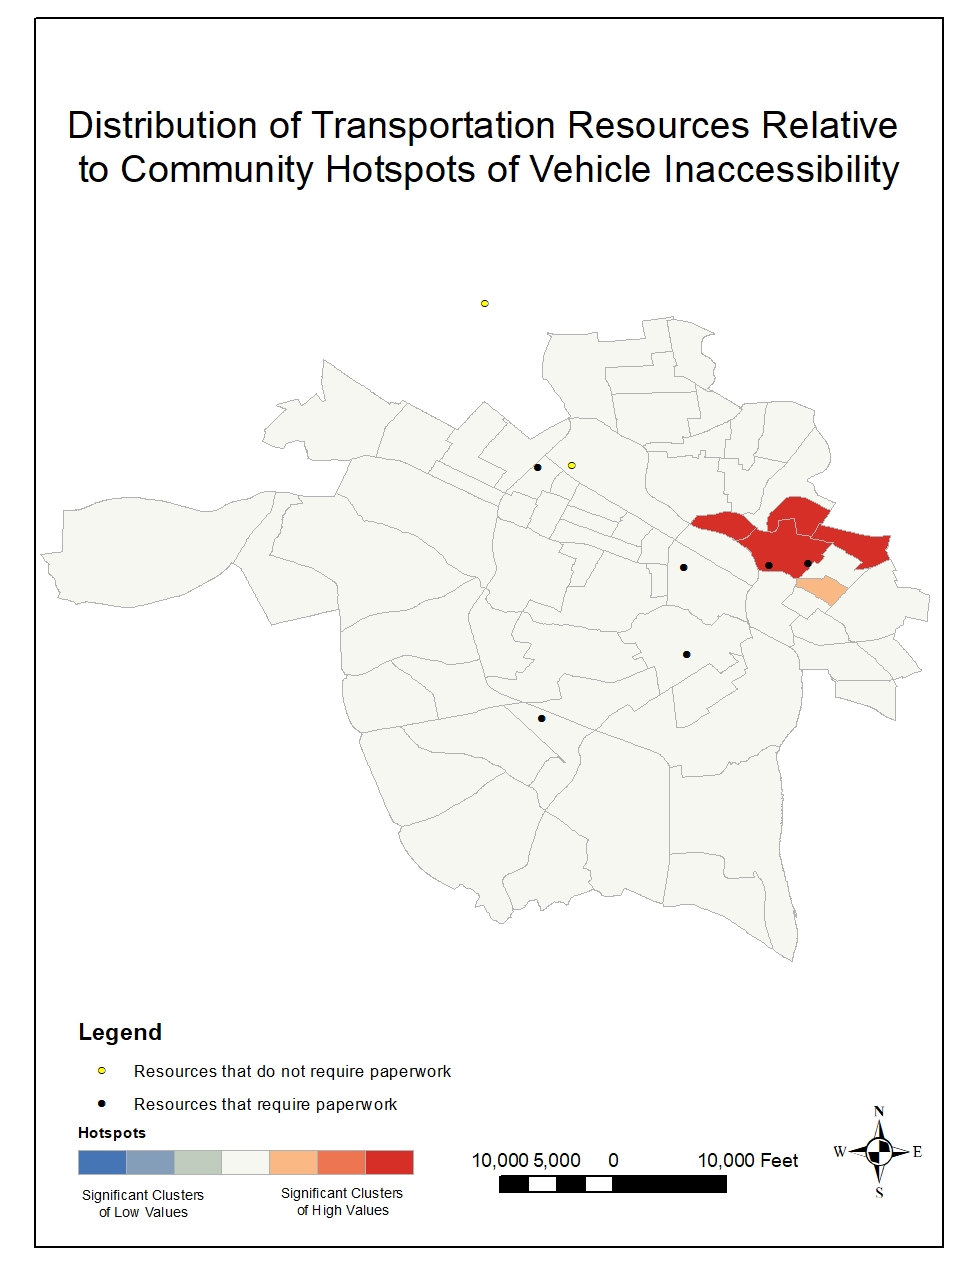 Distribution of Transportation Resources Relative
to Community Hotspots of Vehicle Inaccessibility
Legend
Resources that do not require paperwork
Resources that require paperwork
Hotspots
Significant Clusters
of Low Values
Significant Clusters
of High Values
10,000 5,000 0 10,000 Feet
N
W E
S